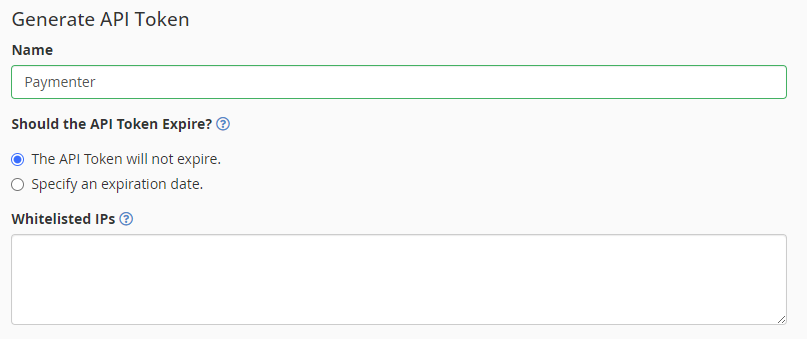 Generate API Token
Name
Paymenter
Should the API Token Expire?
The API Token will not expire.
Specify an expiration date.
Whitelisted IPs